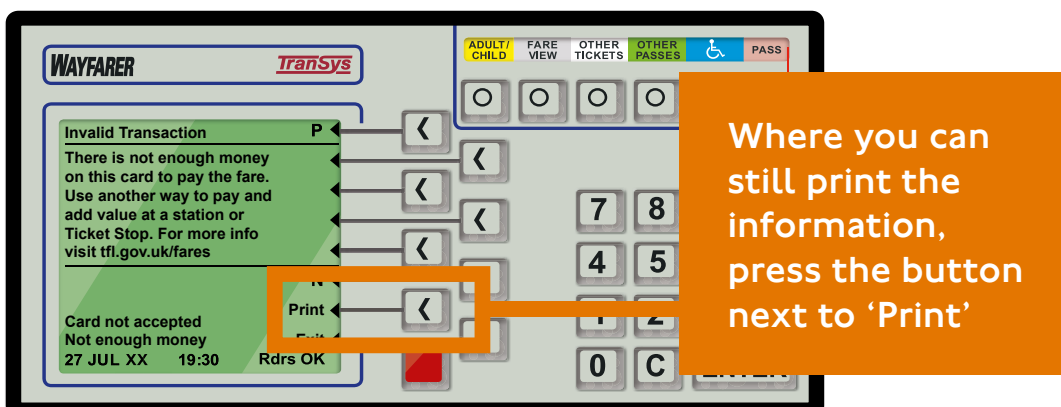 WAYFARER
TranSys
ADULT/
CHILD
FARE
VIEW
OTHER
TICKETS
OTHER
PASSES
PASS
Invalid Transaction P
There is not enough money
on this card to pay the fare.
Use another way to pay and
add value at a station or
Ticket Stop. For more info
visit tfl.gov.uk/fares
N
Print
Exit
Card not accepted
Not enough money
27 JUL XX 19:30 Rdrs OK
7 8
4 5
1 2
0 C ENTER
Where you can
still print the
information,
press the button
next to ‘Print’